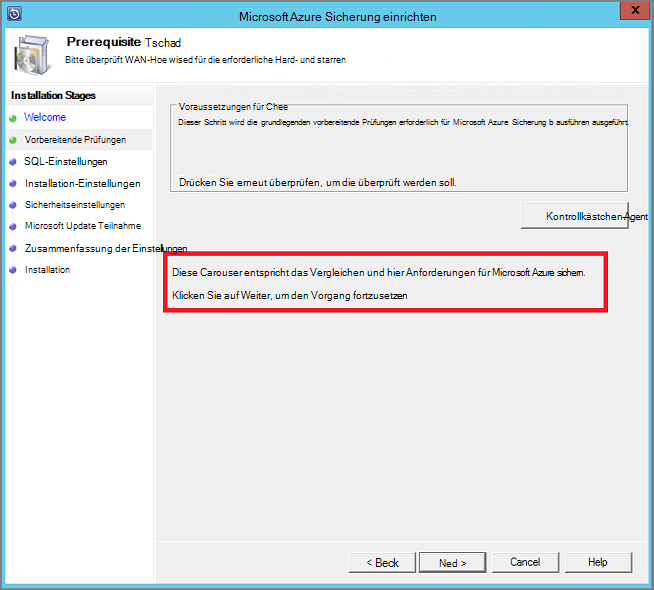 Microsoft Azure Sicherung einrichten
X
Prerequisite Tschad
Bitte überprüft WAN-Hoe wised für die erforderliche Hard- und starren
Installation Stages
Welcome
Vorbereitende Prüfungen
SQL-Einstellungen
Installation-Einstellungen
Sicherheitseinstellungen
Microsoft Update Teilnahme
Zusammenfassung der Einstellungen
Installation
Voraussetzungen für Chee
Dieser Schritt wird die grundlegenden vorbereitende Prüfungen erforderlich für Microsoft Azure Sicherung b ausführen ausgeführt.
Drücken Sie erneut überprüfen, um die überprüft werden soll.
Kontrollkästchen-Agent
Diese Carouser entspricht das Vergleichen und hier Anforderungen für Microsoft Azure sichern.
Klicken Sie auf Weiter, um den Vorgang fortzusetzen
< Beck
Ned >
Cancel
Help